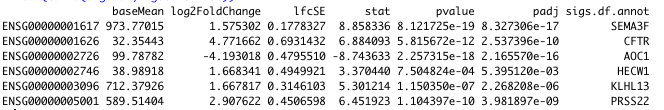 baseMean log2FoldChange lfcSE stat pvalue padj sigs.df.annot
ENSG00000001617 973.77015 1.575302 0.1778327 8.858336 8.121725e-19 8.327306e-17 SEMA3F
ENSG00000001626 32.35443 4.771662 0.6931432 6.884093 5.815672e-12 2.537396e-10 CFTR
ENSG00000002726 99.78782 -4.193018 0.4795510 -8.743633 2.257315e-18 2.165570e-16 AOC1
ENSG00000002746 38.98918 1.668341 0.4949921 3.370440 7.504824e-04 5.395120e-03 HECW1
ENSG00000003096 712.37926 1.667817 0.3146103 5.301214 1.150350e-07 2.268208e-06 KLHL13
ENSG00000005001 589.51404 2.907622 0.4506598 6.451923 1.104397e-10 3.981897e-09 PRSS22